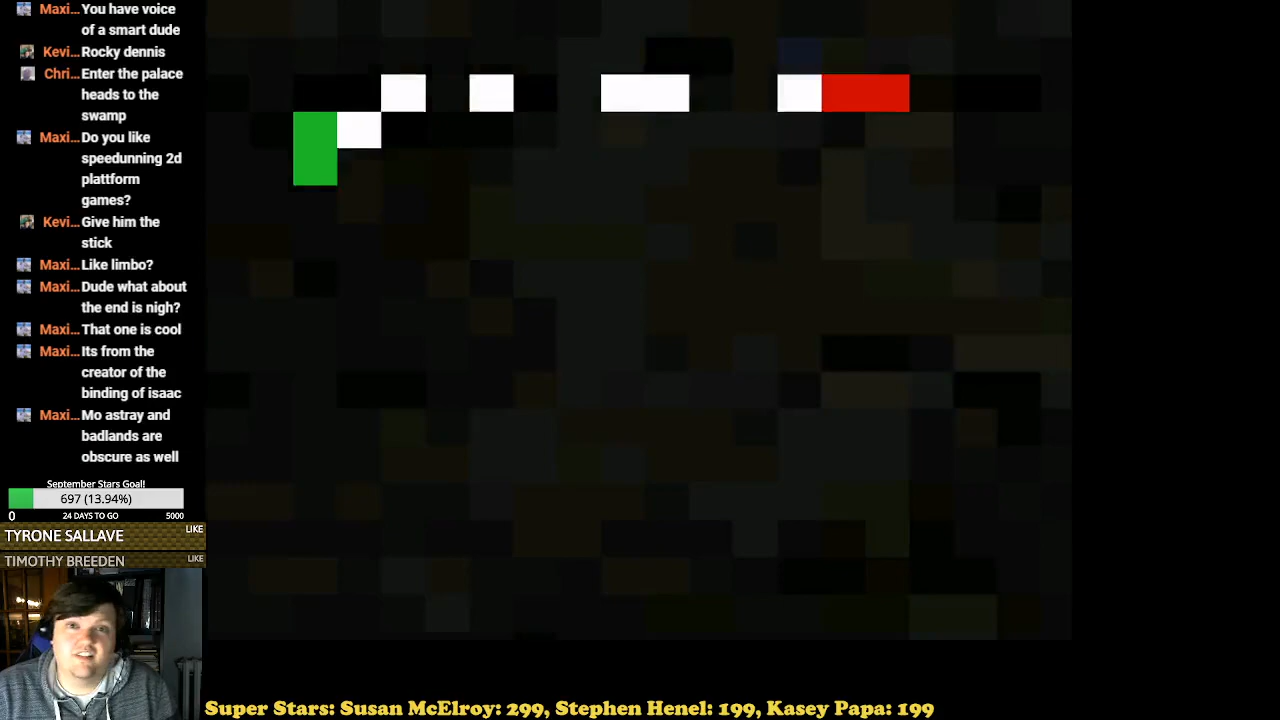 Maxi... You have voice
of a smart dude
Kevi... Rocky dennis
Chri... Enter the palace
heads to the
swamp
Maxi... Do you like
speedunning 2d
plattform
games?
Kevi... Give him the
stick
Maxi... Like limbo?
Maxi... Dude what about
the end is nigh?
Maxi... That one is cool
Maxi... Its from the
creator of the
binding of isaac
Maxi... Mo astray and
badlands are
obscure as well
September Stars Goal!
697 (13.94%)
0 24 DAYS TO GO 5000
TYRONE SALLAVE LIKE
TIMOTHY BREEDEN LIKE
Super Stars: Susan McElroy: 299, Stephen Henel: 199, Kasey Papa: 199